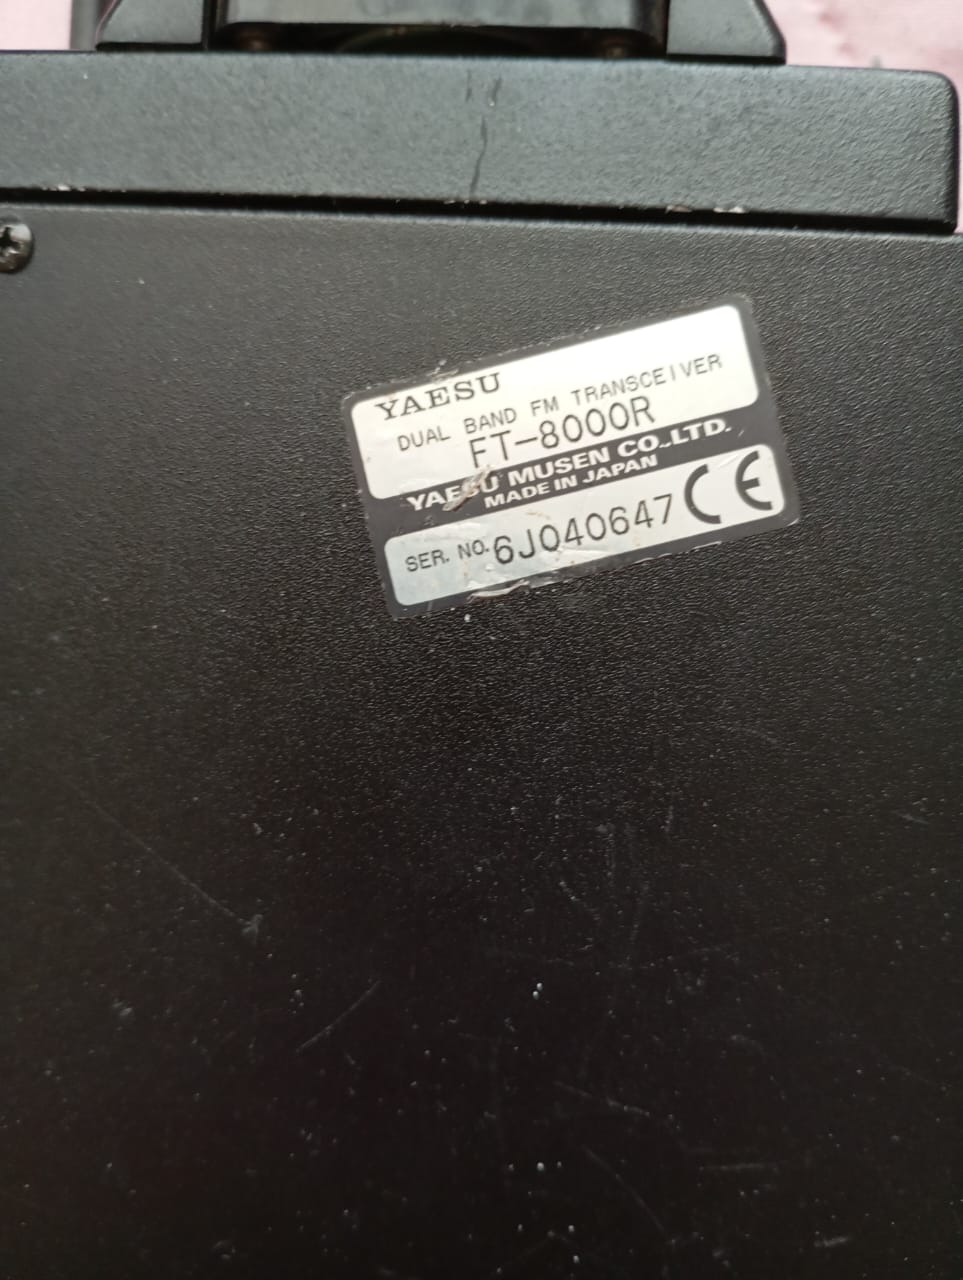 YAESU
DUAL BAND FM TRANSCEIVER
FT-8000R
YAESU MUSEN CO.,LTD.
MADE IN JAPAN
SER. NO. 6J040647 CE